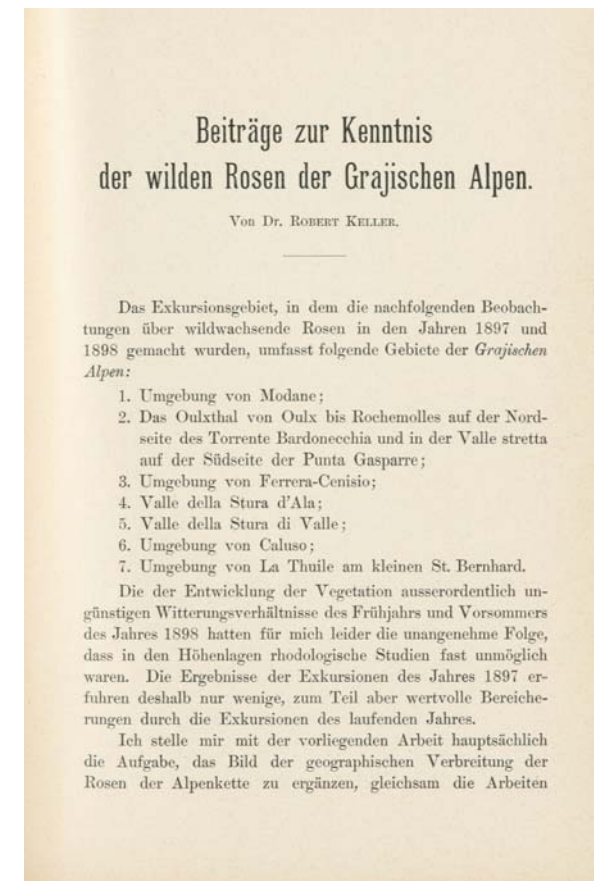 Beiträge zur Kenntnis
der wilden Rosen der Grajischen Alpen.
Von Dr. ROBERT KELLER.
Das Exkursionsgebiet, in dem die nachfolgenden Beobach-
tungen über wildwachsende Rosen in den Jahren 1897 und
1898 gemacht wurden, umfasst folgende Gebiete der Grajischen
Alpen:
1. Umgebung von Modane;
2. Das Oulxthal von Oulx bis Rochemolles auf der Nord-
seite des Torrente Bardonecchia und in der Valle stretta
auf der Südseite der Punta Gasparre;
3. Umgebung von Ferrera-Cenisio;
4. Valle della Stura d'Ala;
5. Valle della Stura di Valle;
6. Umgebung von Caluso;
7. Umgebung von La Thuile am kleinen St. Bernhard.
Die der Entwicklung der Vegetation ausserordentlich un-
günstigen Witterungsverhältnisse des Frühjahrs und Vorsommers
des Jahres 1898 hatten für mich leider die unangenehme Folge,
dass in den Höhenlagen rhodologische Studien fast unmöglich
waren. Die Ergebnisse der Exkursionen des Jahres 1897 er-
fuhren deshalb nur wenige, zum Teil aber wertvolle Bereiche-
rungen durch die Exkursionen des laufenden Jahres.
Ich stelle mir mit der vorliegenden Arbeit hauptsächlich
die Aufgabe, das Bild der geographischen Verbreitung der
Rosen der Alpenkette zu ergänzen, gleichsam die Arbeiten